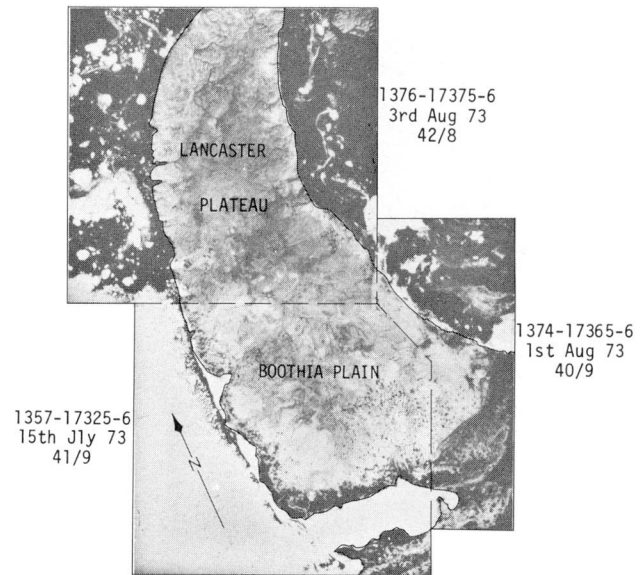 1376-17375-6
3rd Aug 73
42/8
LANCASTER
PLATEAU
1374-17365-6
1st Aug 73
40/9
BOOTHIA PLAIN
1357-17325-6
15th Jly 73
41/9
N